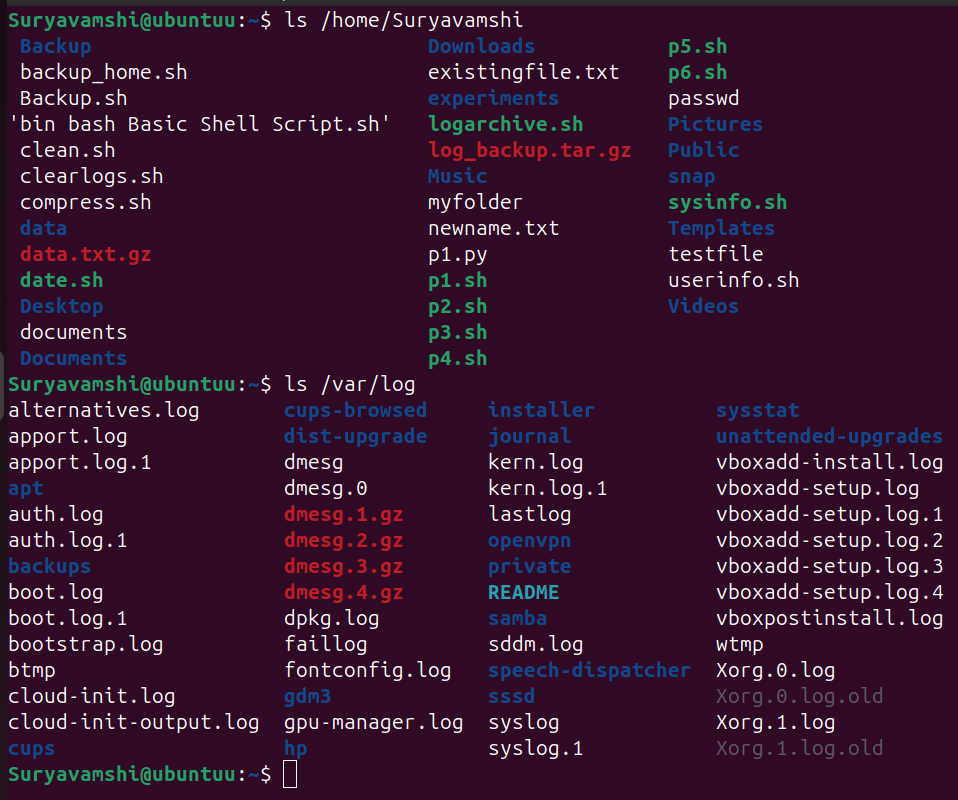 Suryavamshi@ubuntuu:~$ ls /home/Suryavamshi
Backup Downloads p5.sh
backup_home.sh existingfile.txt p6.sh
Backup.sh experiments passwd
'bin bash Basic Shell Script.sh' logarchive.sh Pictures
clean.sh log_backup.tar.gz Public
clearlogs.sh Music snap
compress.sh myfolder sysinfo.sh
data newname.txt Templates
data.txt.gz p1.py testfile
date.sh p1.sh userinfo.sh
Desktop p2.sh Videos
documents p3.sh
Documents p4.sh
Suryavamshi@ubuntuu:~$ ls /var/log
alternatives.log cups-browsed installer sysstat
apport.log dist-upgrade journal unattended-upgrades
apport.log.1 dmesg kern.log vboxadd-install.log
apt dmesg.0 kern.log.1 vboxadd-setup.log
auth.log dmesg.1.gz lastlog vboxadd-setup.log.1
auth.log.1 dmesg.2.gz openvpn vboxadd-setup.log.2
backups dmesg.3.gz private vboxadd-setup.log.3
boot.log dmesg.4.gz README vboxadd-setup.log.4
boot.log.1 dpkg.log samba vboxpostinstall.log
bootstrap.log faillog sddm.log wtmp
btmp fontconfig.log speech-dispatcher Xorg.0.log
cloud-init.log gdm3 sssd Xorg.0.log.old
cloud-init-output.log gpu-manager.log syslog Xorg.1.log
cups hp syslog.1 Xorg.1.log.old
Suryavamshi@ubuntuu:~$